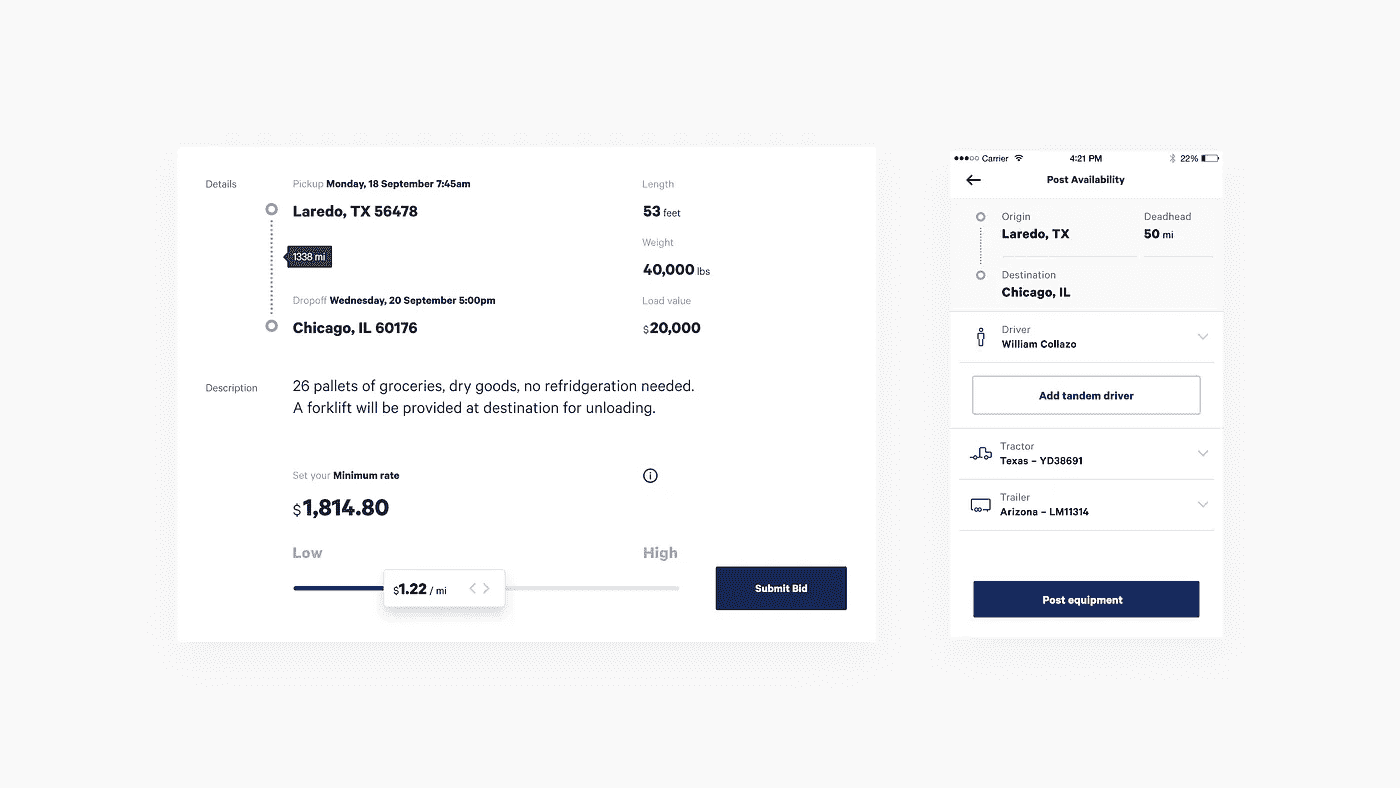 Details
Pickup Monday, 18 September 7:45am
Laredo, TX 56478
1338 mi
Dropoff Wednesday, 20 September 5:00pm
Chicago, IL 60176
Length
53 feet
Weight
40,000 lbs
Load value
$20,000
Description
26 pallets of groceries, dry goods, no refridgeration needed.
A forklift will be provided at destination for unloading.
Set your Minimum rate
$1,814.80
Low
High
$1.22 / mi
Submit Bid
Carrier
4:21 PM
22%
Post Availability
Origin
Laredo, TX
Deadhead
50 mi
Destination
Chicago, IL
Driver
William Collazo
Add tandem driver
Tractor
Texas – YD38691
Trailer
Arizona – LM11314
Post equipment